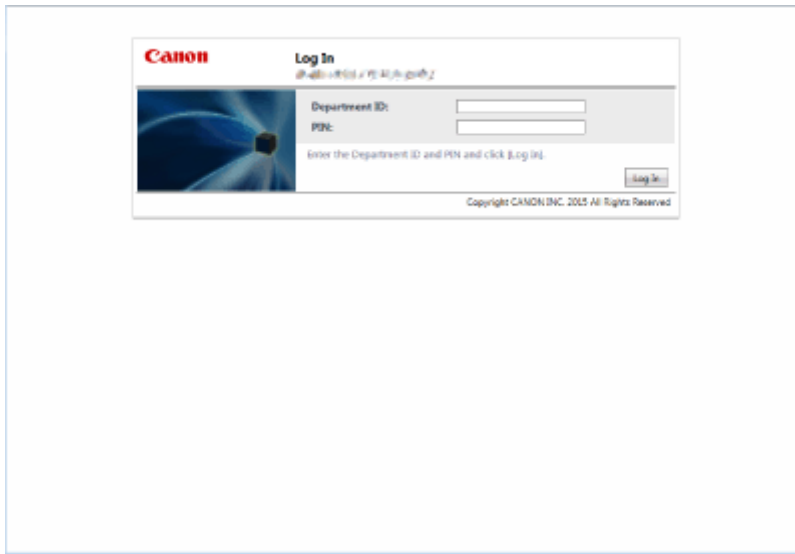 Canon
Log In
Department ID:
PIN:
Enter the Department ID and PIN and click [Log In].
Log In
Copyright CANON INC. 2015 All Rights Reserved